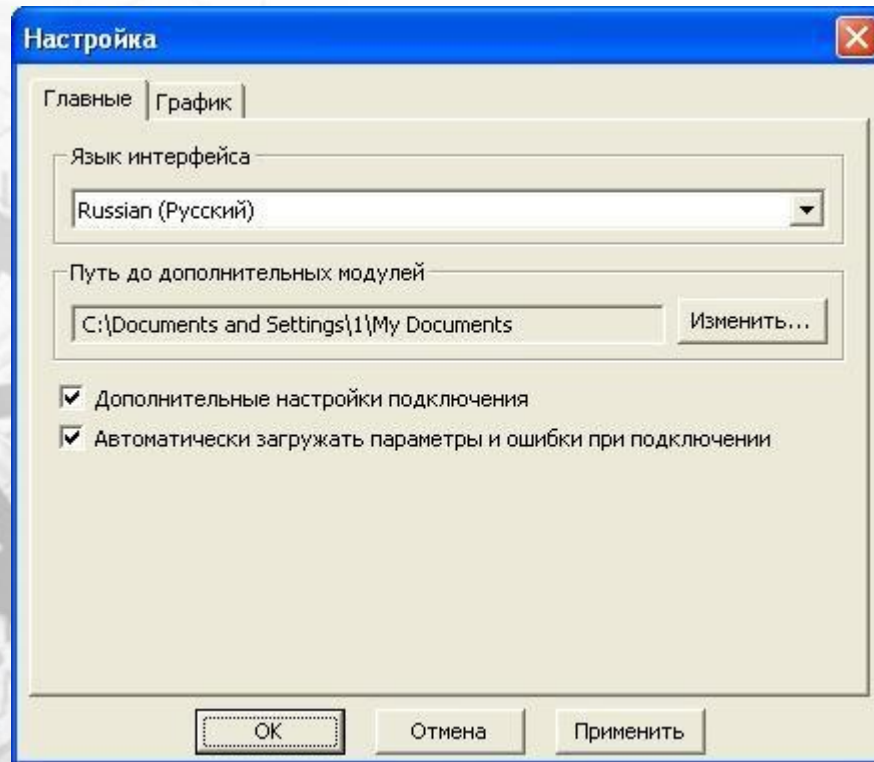 Настройка
Главные График
Язык интерфейса
Russian (Русский)
Путь до дополнительных модулей
C:\Documents and Settings\1\My Documents Изменить...
Дополнительные настройки подключения
Автоматически загружать параметры и ошибки при подключении
OK Отмена Применить